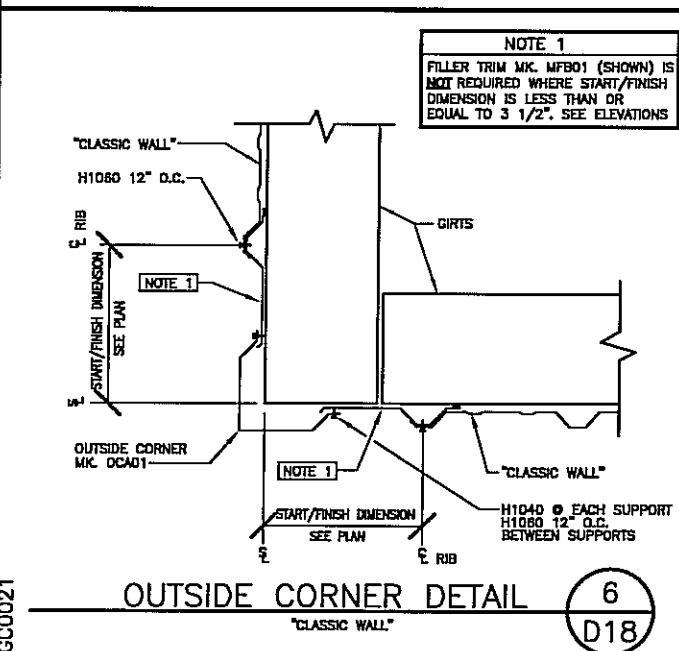 NOTE 1
FILLER TRIM MK. MFB01 (SHOWN) IS
NOT REQUIRED WHERE START/FINISH
DIMENSION IS LESS THAN OR
EQUAL TO 3 1/2". SEE ELEVATIONS
"CLASSIC WALL"
H1060 12" O.C.
GIRTS
℄ RIB
NOTE 1
START/FINISH DIMENSION
SEE PLAN
SL
OUTSIDE CORNER
MK. OCA01
NOTE 1
"CLASSIC WALL"
H1040 @ EACH SUPPORT
H1060 12" O.C.
BETWEEN SUPPORTS
START/FINISH DIMENSION
SEE PLAN
SL
℄ RIB
GC0021
OUTSIDE CORNER DETAIL
"CLASSIC WALL"
6
D18